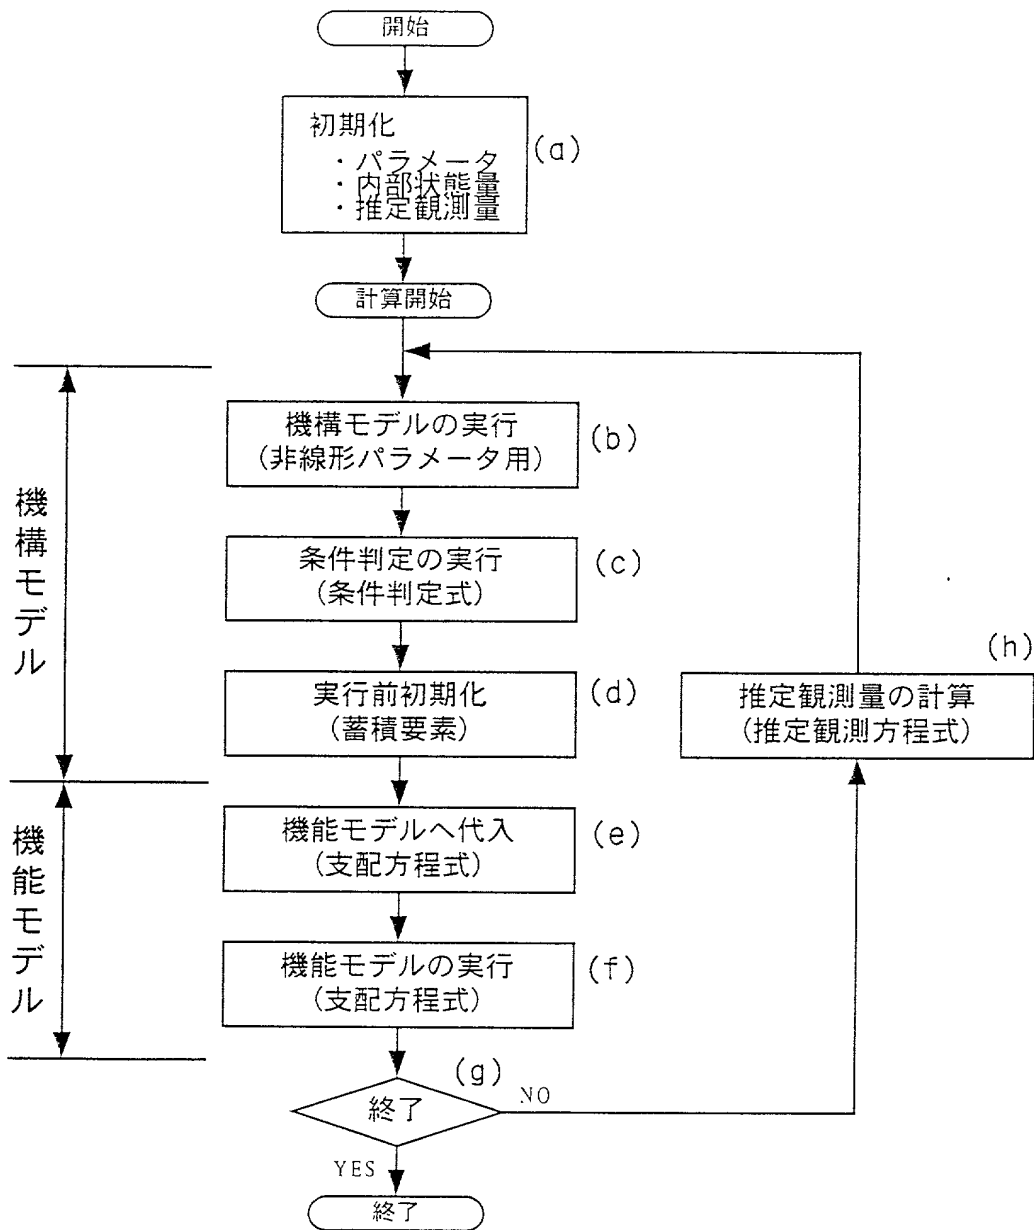 開始
初期化
・パラメータ
・内部状態量
・推定観測量
(a)
計算開始
機構モデル
機構モデルの実行
(非線形パラメータ用)
(b)
条件判定の実行
(条件判定式)
(c)
実行前初期化
(蓄積要素)
(d)
推定観測量の計算
(推定観測方程式)
(h)
機能モデル
機能モデルへ代入
(支配方程式)
(e)
機能モデルの実行
(支配方程式)
(f)
終了
(g)
NO
YES
終了